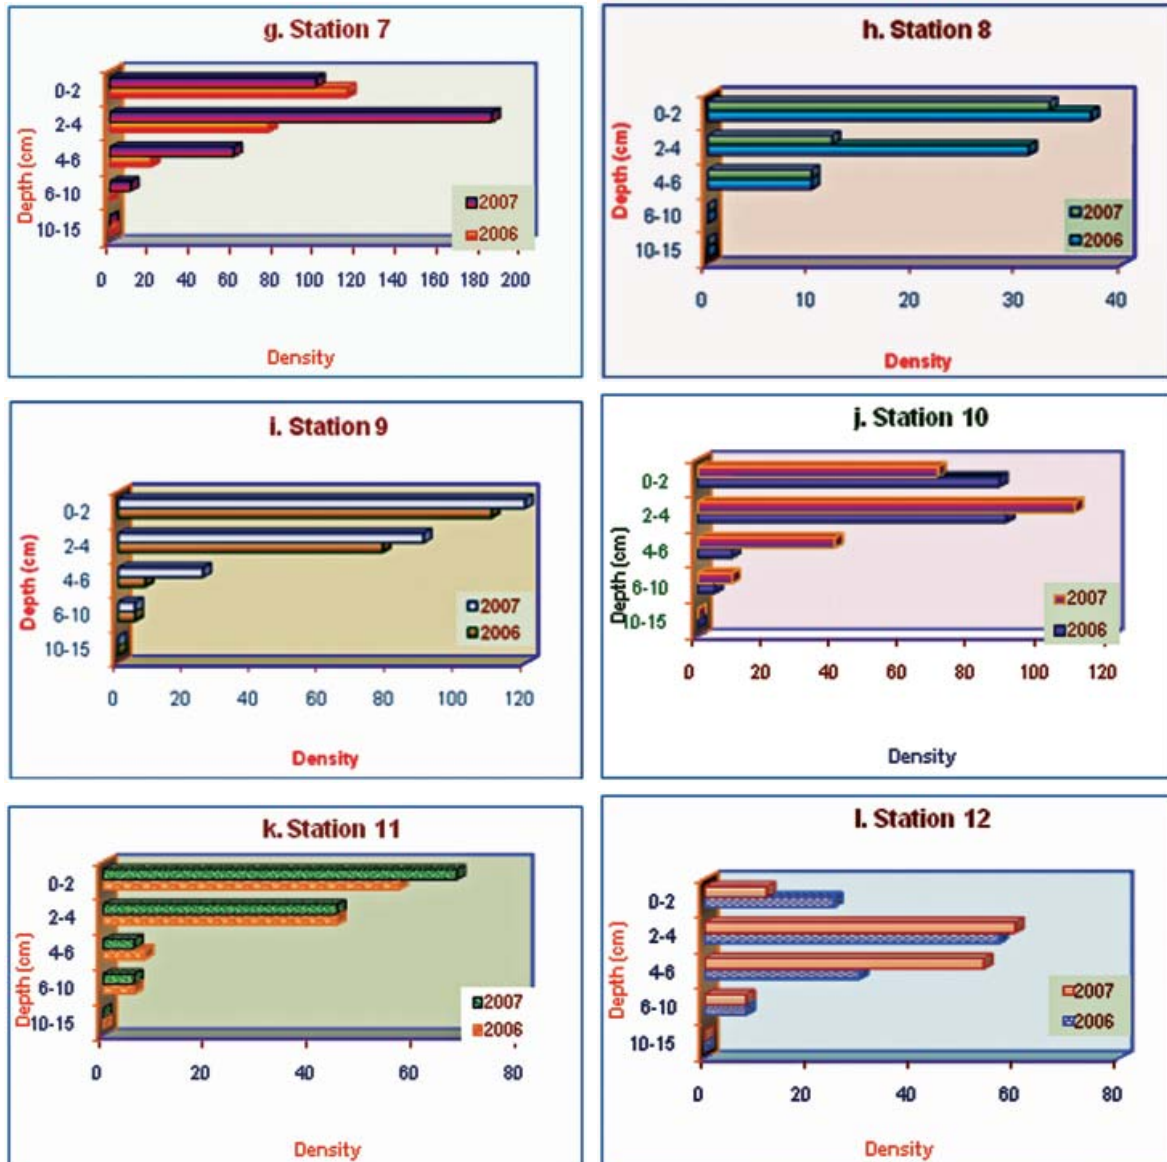 g. Station 7
Depth (cm)
0-2
2-4
4-6
6-10
10-15
2007
2006
0 20 40 60 80 100 120 140 160 180 200
Density
h. Station 8
Depth (cm)
0-2
2-4
4-6
6-10
10-15
2007
2006
0 10 20 30 40
Density
i. Station 9
Depth (cm)
0-2
2-4
4-6
6-10
10-15
2007
2006
0 20 40 60 80 100 120
Density
j. Station 10
Depth (cm)
0-2
2-4
4-6
6-10
10-15
2007
2006
0 20 40 60 80 100 120
Density
k. Station 11
Depth (cm)
0-2
2-4
4-6
6-10
10-15
2007
2006
0 20 40 60 80
Density
l. Station 12
Depth (cm)
0-2
2-4
4-6
6-10
10-15
2007
2006
0 20 40 60 80
Density